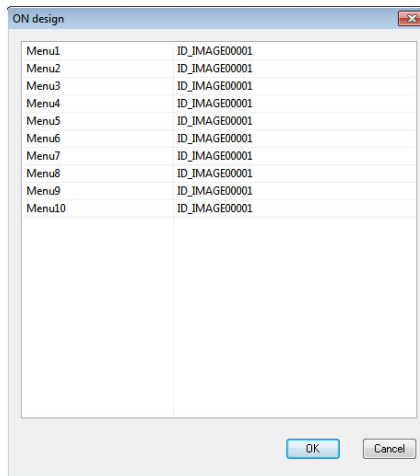 ON design
Menu1 ID_IMAGE00001
Menu2 ID_IMAGE00001
Menu3 ID_IMAGE00001
Menu4 ID_IMAGE00001
Menu5 ID_IMAGE00001
Menu6 ID_IMAGE00001
Menu7 ID_IMAGE00001
Menu8 ID_IMAGE00001
Menu9 ID_IMAGE00001
Menu10 ID_IMAGE00001
OK Cancel